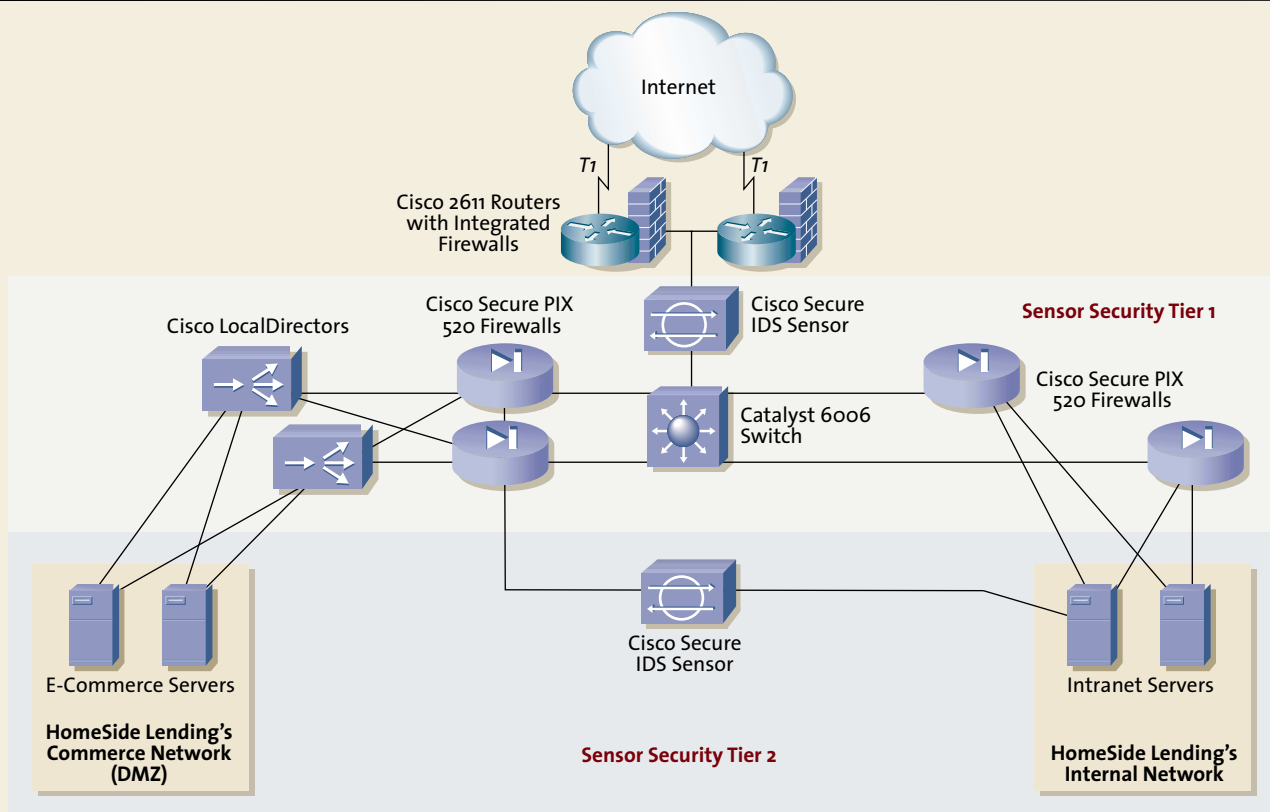 Internet
T1
T1
Cisco 2611 Routers
with Integrated
Firewalls
Cisco LocalDirectors
Cisco Secure PIX
520 Firewalls
Cisco Secure
IDS Sensor
Sensor Security Tier 1
Cisco Secure PIX
520 Firewalls
Catalyst 6006
Switch
Cisco Secure
IDS Sensor
E-Commerce Servers
HomeSide Lending's
Commerce Network
(DMZ)
Sensor Security Tier 2
Intranet Servers
HomeSide Lending's
Internal Network